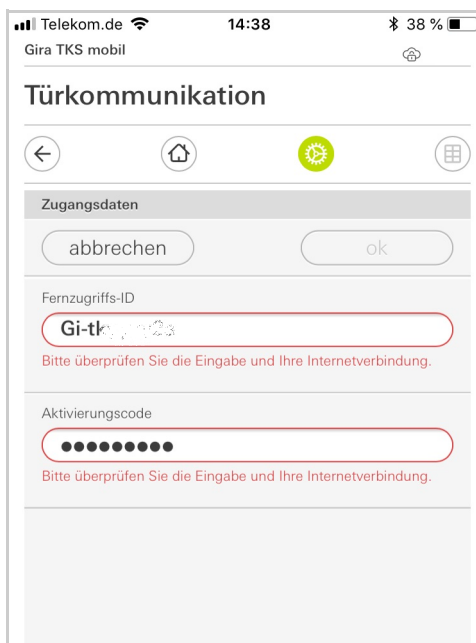 Telekom.de 14:38 38 %
Gira TKS mobil
Türkommunikation
Zugangsdaten
abbrechen ok
Fernzugriffs-ID
Bitte überprüfen Sie die Eingabe und Ihre Internetverbindung.
Aktivierungscode
●●●●●●●●●
Bitte überprüfen Sie die Eingabe und Ihre Internetverbindung.